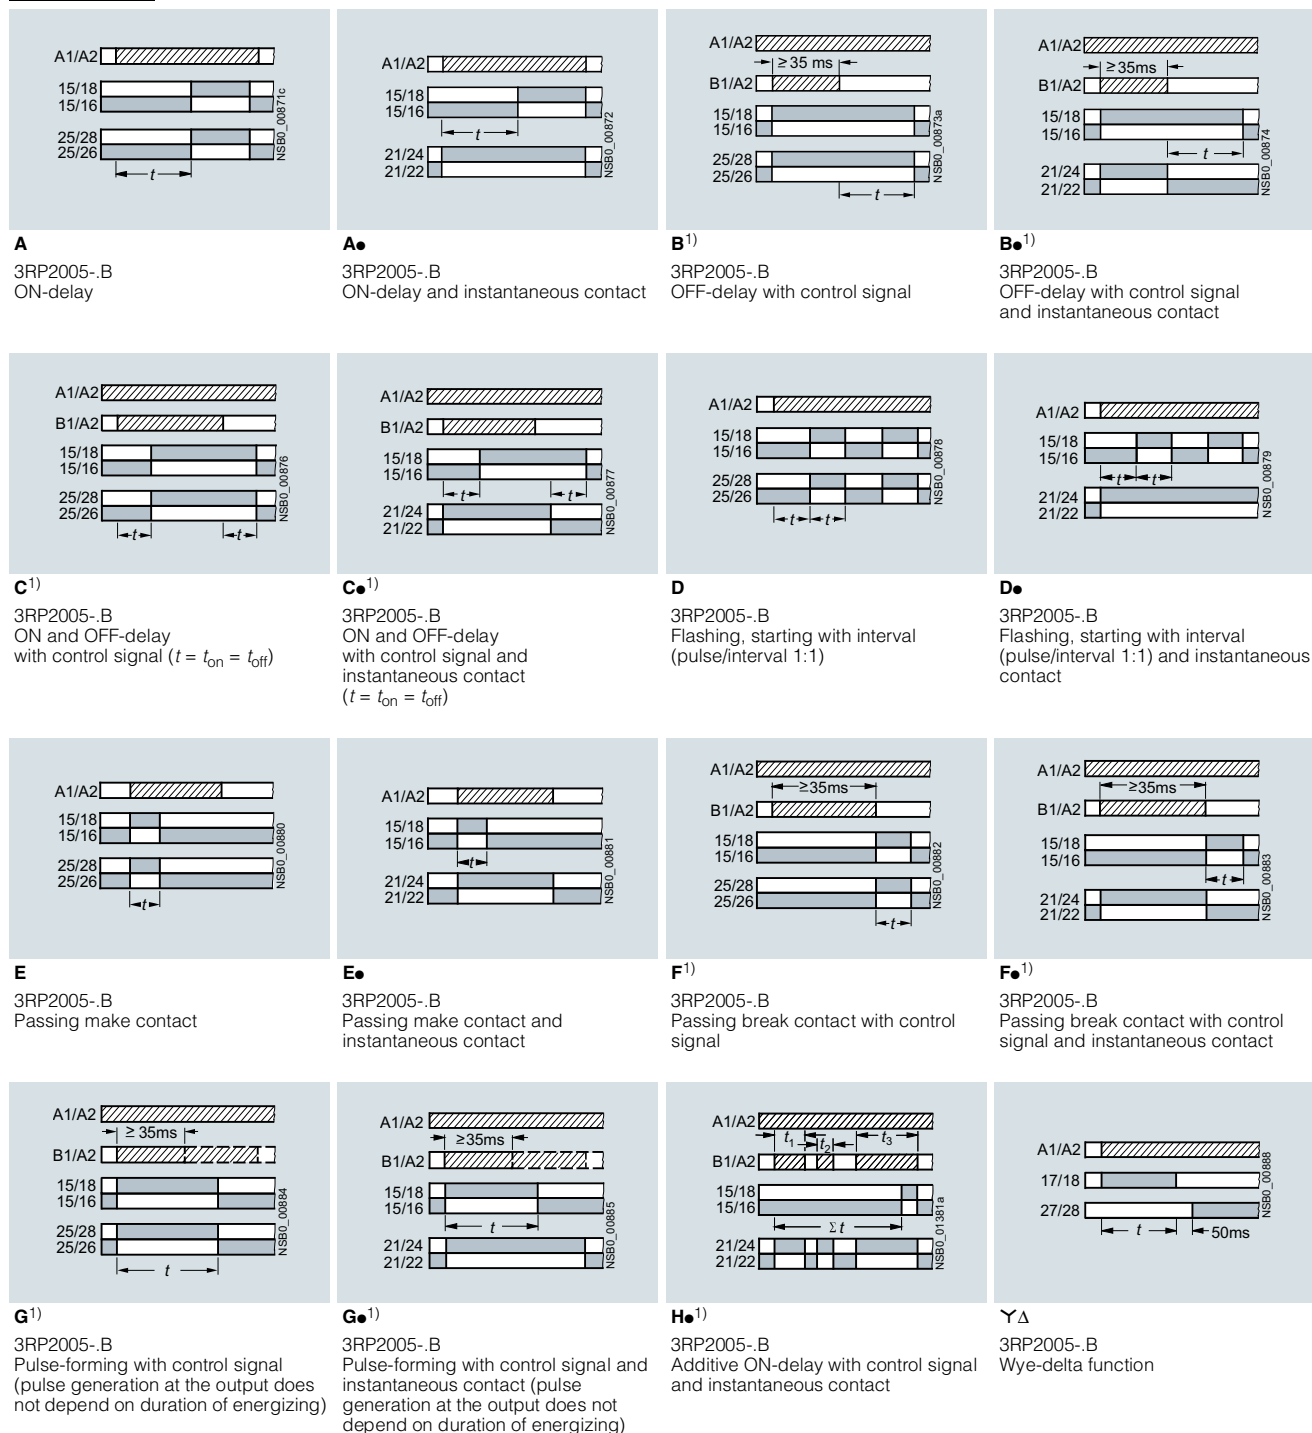 A1/A2
15/18
15/16
25/28
25/26
t
NSB0_00871c
A
3RP2005-.B
ON-delay
A1/A2
15/18
15/16
t
21/24
21/22
NSB0_00872
A●
3RP2005-.B
ON-delay and instantaneous contact
A1/A2
≥ 35 ms
B1/A2
15/18
15/16
25/28
25/26
t
NSB0_00873a
B1)
3RP2005-.B
OFF-delay with control signal
A1/A2
≥35ms
B1/A2
15/18
15/16
t
21/24
21/22
NSB0_00874
B●1)
3RP2005-.B
OFF-delay with control signal
and instantaneous contact
A1/A2
B1/A2
15/18
15/16
25/28
25/26
t t
NSB0_00876
C1)
3RP2005-.B
ON and OFF-delay
with control signal (t = ton = toff)
A1/A2
B1/A2
15/18
15/16
t t
21/24
21/22
NSB0_00877
C●1)
3RP2005-.B
ON and OFF-delay
with control signal and
instantaneous contact
(t = ton = toff)
A1/A2
15/18
15/16
25/28
25/26
t t
NSB0_00878
D
3RP2005-.B
Flashing, starting with interval
(pulse/interval 1:1)
A1/A2
15/18
15/16
t t
21/24
21/22
NSB0_00879
D●
3RP2005-.B
Flashing, starting with interval
(pulse/interval 1:1) and instantaneous
contact
A1/A2
15/18
15/16
25/28
25/26
t
NSB0_00880
E
3RP2005-.B
Passing make contact
A1/A2
15/18
15/16
t
21/24
21/22
NSB0_00881
E●
3RP2005-.B
Passing make contact and
instantaneous contact
A1/A2
≥35ms
B1/A2
15/18
15/16
25/28
25/26
t
NSB0_00882
F1)
3RP2005-.B
Passing break contact with control
signal
A1/A2
≥35ms
B1/A2
15/18
15/16
t
21/24
21/22
NSB0_00883
F●1)
3RP2005-.B
Passing break contact with control
signal and instantaneous contact
A1/A2
≥ 35ms
B1/A2
15/18
15/16
25/28
25/26
t
NSB0_00884
G1)
3RP2005-.B
Pulse-forming with control signal
(pulse generation at the output does
not depend on duration of energizing)
A1/A2
≥35ms
B1/A2
15/18
15/16
t
21/24
21/22
NSB0_00885
G●1)
3RP2005-.B
Pulse-forming with control signal and
instantaneous contact (pulse
generation at the output does not
depend on duration of energizing)
A1/A2
t1 t2 t3
B1/A2
15/18
15/16
Σt
21/24
21/22
NSB0_01381a
H●1)
3RP2005-.B
Additive ON-delay with control signal
and instantaneous contact
A1/A2
17/18
27/28
t 50ms
NSB0_00888
YΔ
3RP2005-.B
Wye-delta function